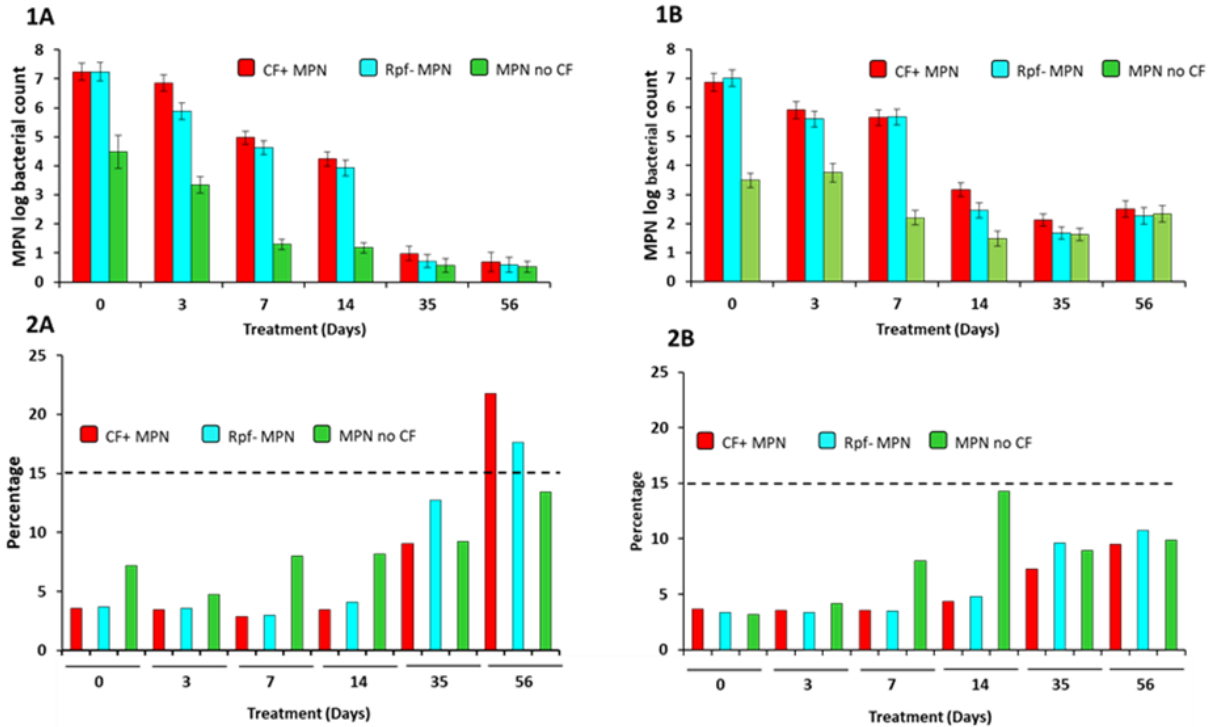 1A
CF+ MPN Rpf- MPN MPN no CF
MPN log bacterial count
8
7
6
5
4
3
2
1
0
0 3 7 14 35 56
Treatment (Days)
1B
CF+ MPN Rpf- MPN MPN no CF
MPN log bacterial count
8
7
6
5
4
3
2
1
0
0 3 7 14 35 56
Treatment (Days)
2A
CF+ MPN Rpf- MPN MPN no CF
Percentage
25
20
15
10
5
0
0 3 7 14 35 56
Treatment (Days)
2B
CF+ MPN Rpf- MPN MPN no CF
Percentage
25
20
15
10
5
0
0 3 7 14 35 56
Treatment (Days)